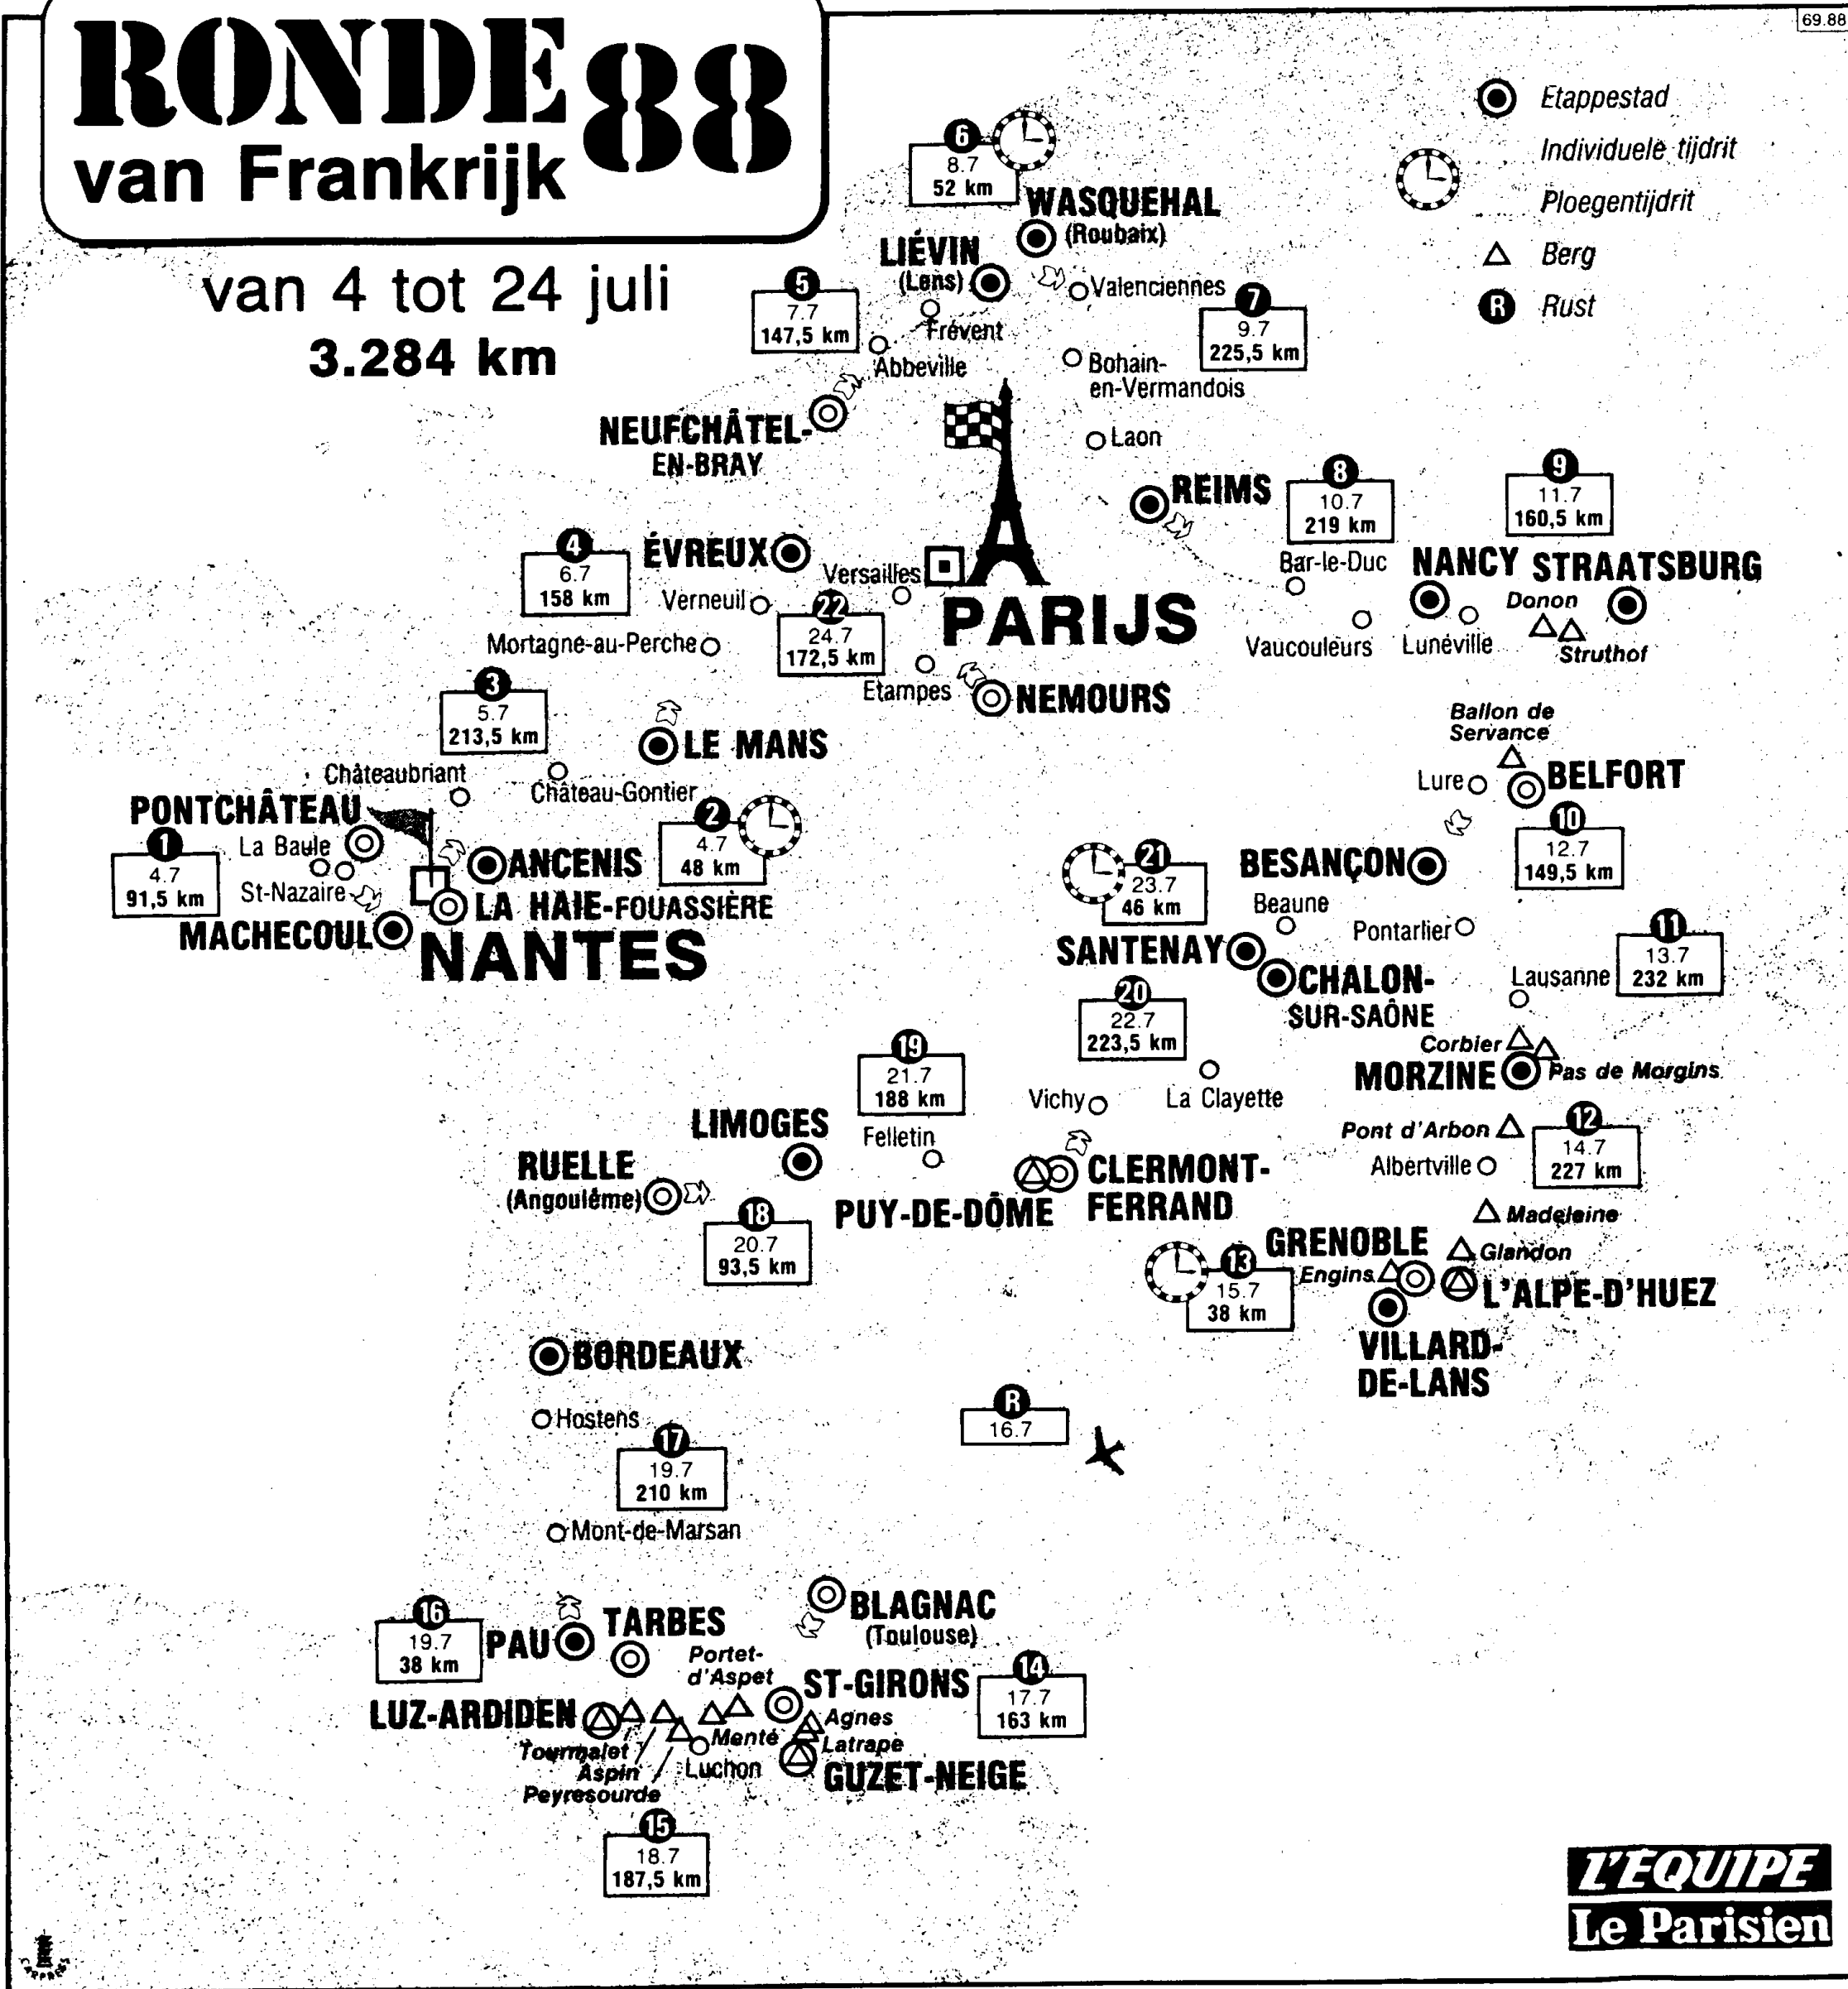 69.88
RONDE 88
van Frankrijk
van 4 tot 24 juli
3.284 km
Etappestad
Individuele tijdrit
Ploegentijdrit
Berg
R Rust
6
8.7
52 km
WASQUEHAL
(Roubaix)
LIÉVIN
(Lens)
Valenciennes
5
7.7
147,5 km
Frévent
Abbeville
7
9.7
225,5 km
Bohain-
en-Vermandois
NEUFCHÂTEL-
EN-BRAY
Laon
REIMS
8
10.7
219 km
9
11.7
160,5 km
4
6.7
158 km
ÉVREUX
Versailles
Verneuil
Mortagne-au-Perche
22
24.7
172,5 km
PARIJS
Bar-le-Duc
NANCY
STRAATSBURG
Donon
Vaucouleurs
Lunéville
Struthof
Etampes
NEMOURS
3
5.7
213,5 km
LE MANS
Ballon de
Servance
Lure
BELFORT
Châteaubriant
Château-Gontier
PONTCHÂTEAU
1
4.7
91,5 km
La Baule
St-Nazaire
ANCENIS
2
4.7
48 km
LA HAIE-FOUASSIÈRE
MACHECOUL
NANTES
21
23.7
46 km
BESANÇON
10
12.7
149,5 km
Beaune
Pontarlier
SANTENAY
CHALON-
SUR-SAÔNE
Lausanne
11
13.7
232 km
20
22.7
223,5 km
19
21.7
188 km
Corbier
MORZINE
Pas de Morgins
Vichy
La Clayette
LIMOGES
Felletin
Pont d'Arbon
Albertville
12
14.7
227 km
RUELLE
(Angoulême)
CLERMONT-
FERRAND
PUY-DE-DÔME
18
20.7
93,5 km
Madeleine
GRENOBLE
Glandon
13
15.7
38 km
Engins
L'ALPE-D'HUEZ
VILLARD-
DE-LANS
BORDEAUX
Hostens
R
16.7
17
19.7
210 km
Mont-de-Marsan
BLAGNAC
(Toulouse)
16
19.7
38 km
PAU
TARBES
Portet-
d'Aspet
ST-GIRONS
14
17.7
163 km
LUZ-ARDIDEN
Agnes
Menté
Latrape
Tourmalet
Aspin
Luchon
Peyresourde
GUZET-NEIGE
15
18.7
187,5 km
L'EQUIPE
Le Parisien